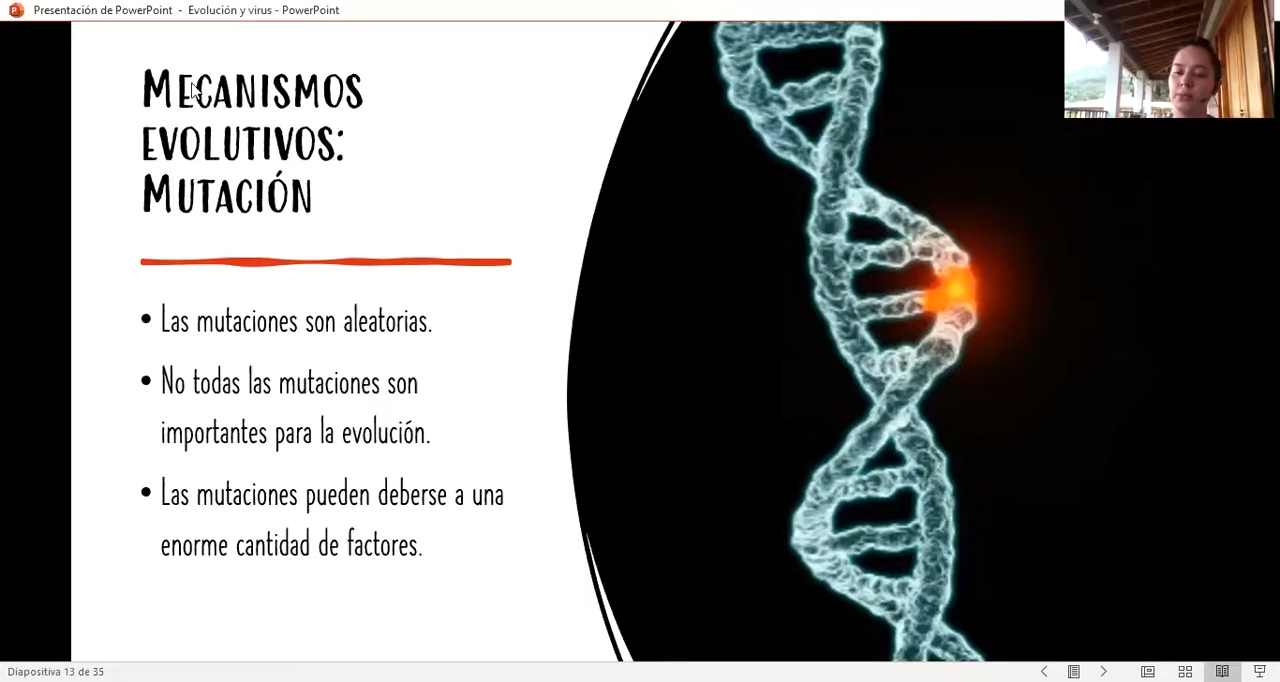 Presentación de PowerPoint - Evolución y virus - PowerPoint
MECANISMOS
EVOLUTIVOS:
MUTACIÓN
• Las mutaciones son aleatorias.
• No todas las mutaciones son
importantes para la evolución.
• Las mutaciones pueden deberse a una
enorme cantidad de factores.
Diapositiva 13 de 35